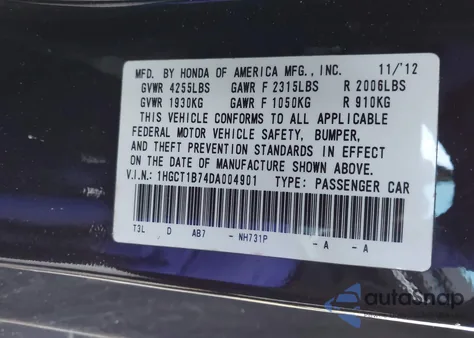 MFD. BY HONDA OF AMERICA MFG., INC. 11/'12
GVWR 4255LBS GAWR F 2315LBS R 2006LBS
GVWR 1930KG GAWR F 1050KG R 910KG
THIS VEHICLE CONFORMS TO ALL APPLICABLE
FEDERAL MOTOR VEHICLE SAFETY, BUMPER,
AND THEFT PREVENTION STANDARDS IN EFFECT
ON THE DATE OF MANUFACTURE SHOWN ABOVE.
V.I.N.: 1HGCT1B74DA004901 TYPE: PASSENGER CAR
T3L D AB7 - NH731P - A - A
autosnap